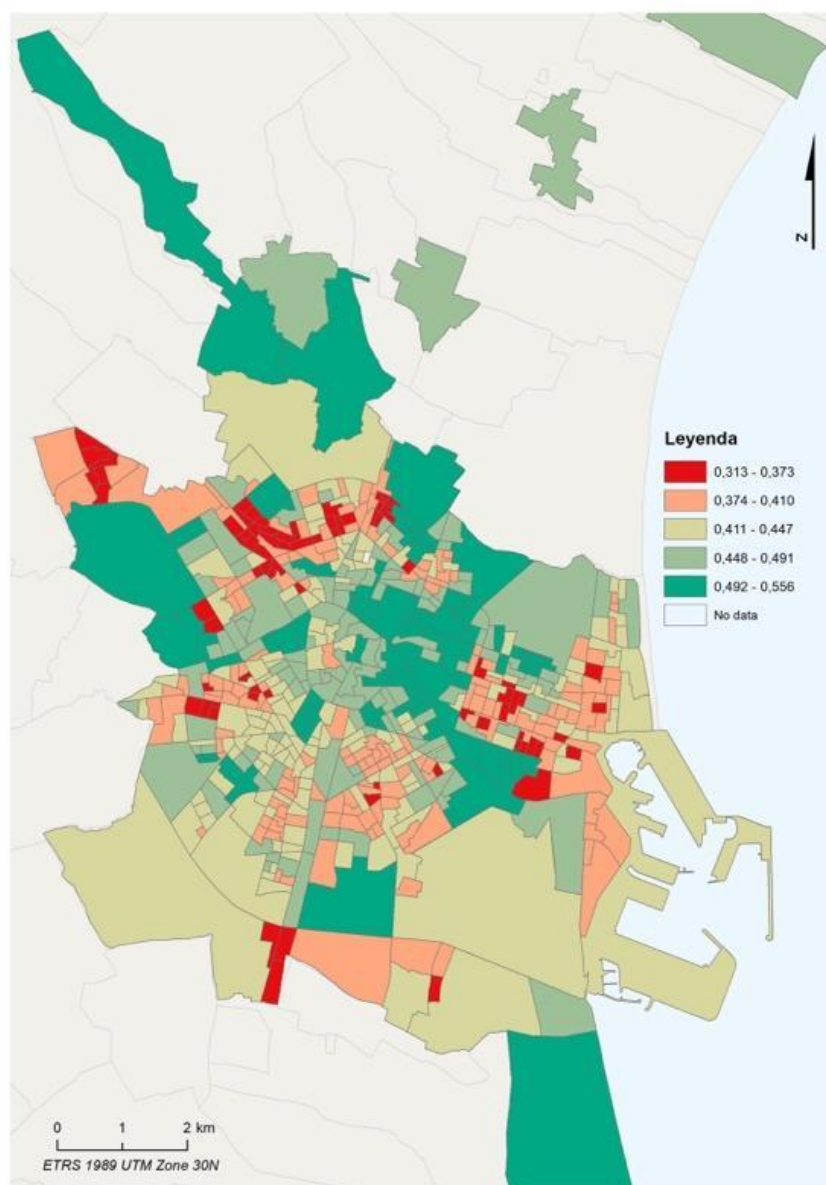 N
Leyenda
0,313 - 0,373
0,374 - 0,410
0,411 - 0,447
0,448 - 0,491
0,492 - 0,556
No data
0 1 2 km
ETRS 1989 UTM Zone 30N